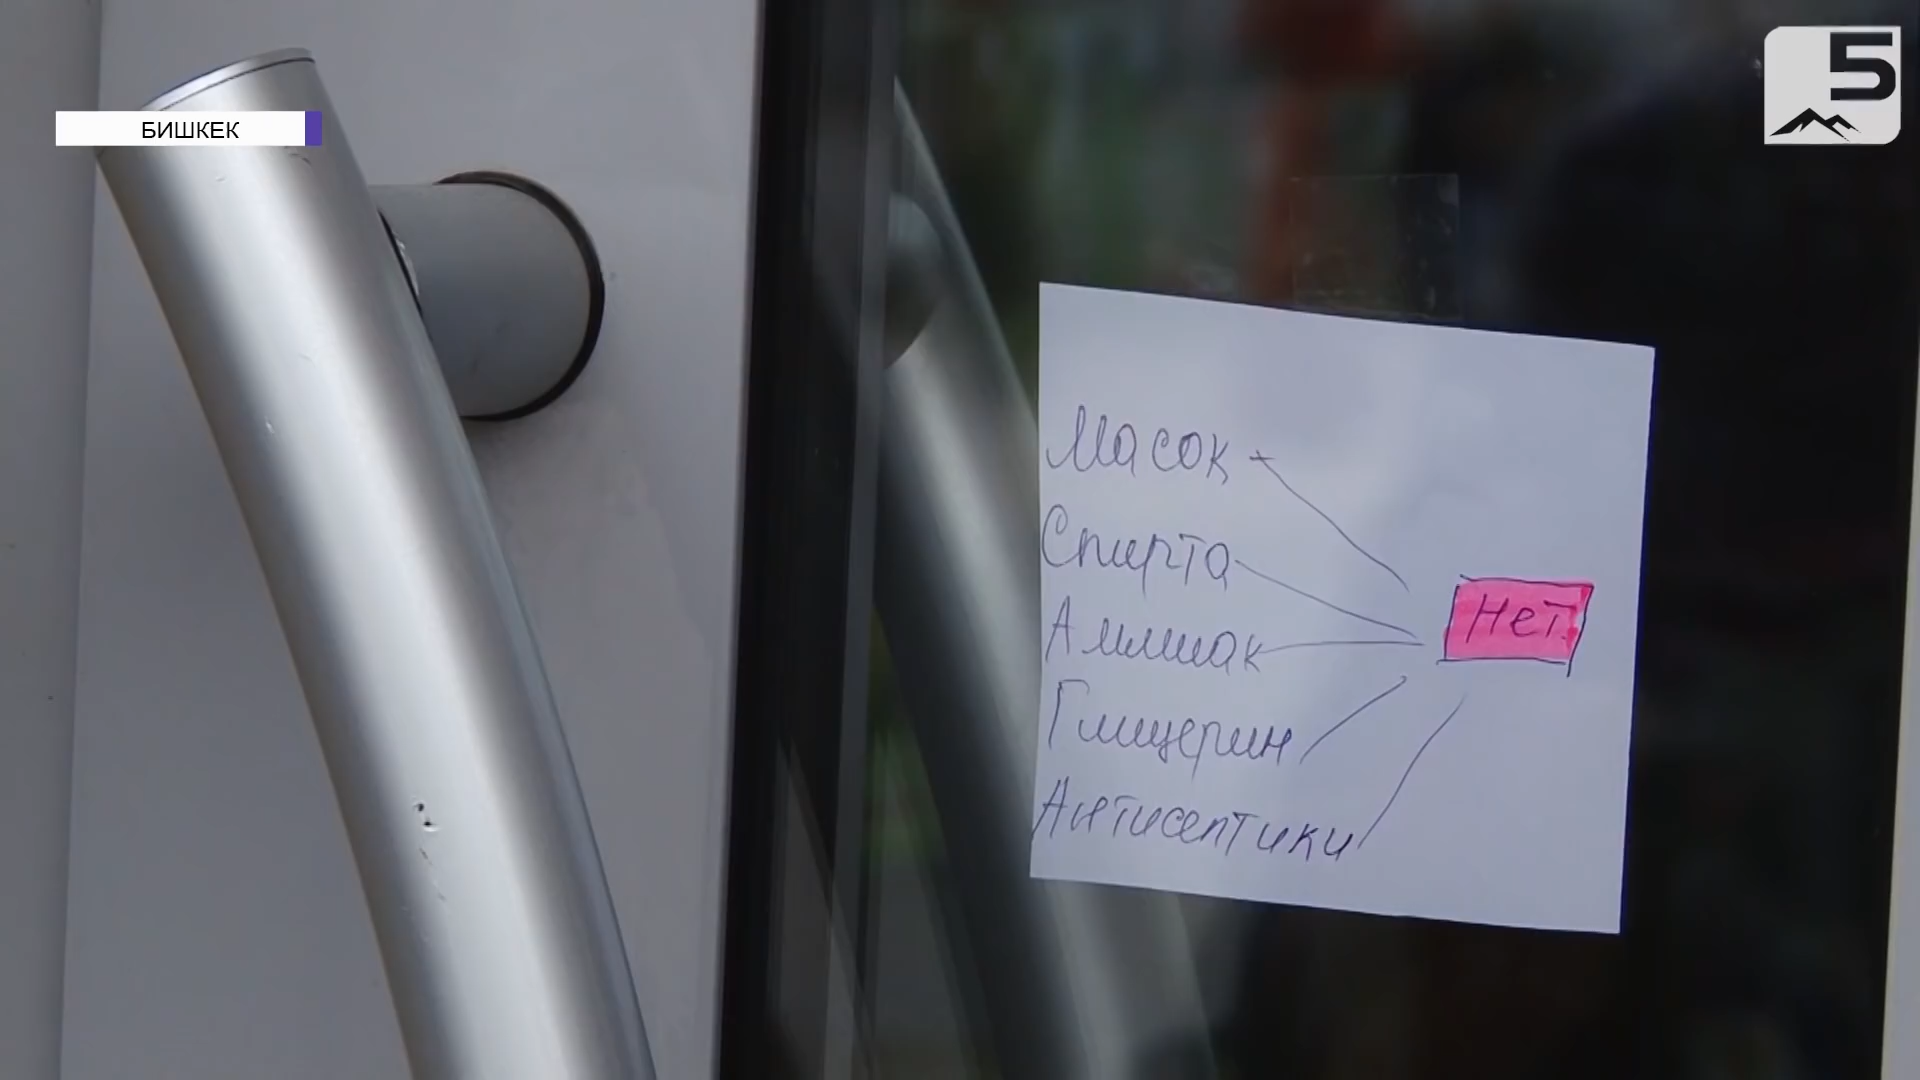 БИШКЕК
5
Масок
Спирта
Аммиак
Глицерин
Антисептики
Нет